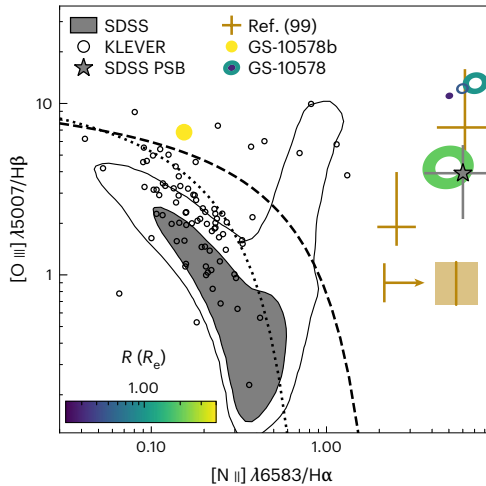 SDSS
KLEVER
SDSS PSB
Ref. (99)
GS-10578b
GS-10578
10
1
[O III] λ5007/Hβ
R (Rₑ)
1.00
0.10
1.00
[N II] λ6583/Hα